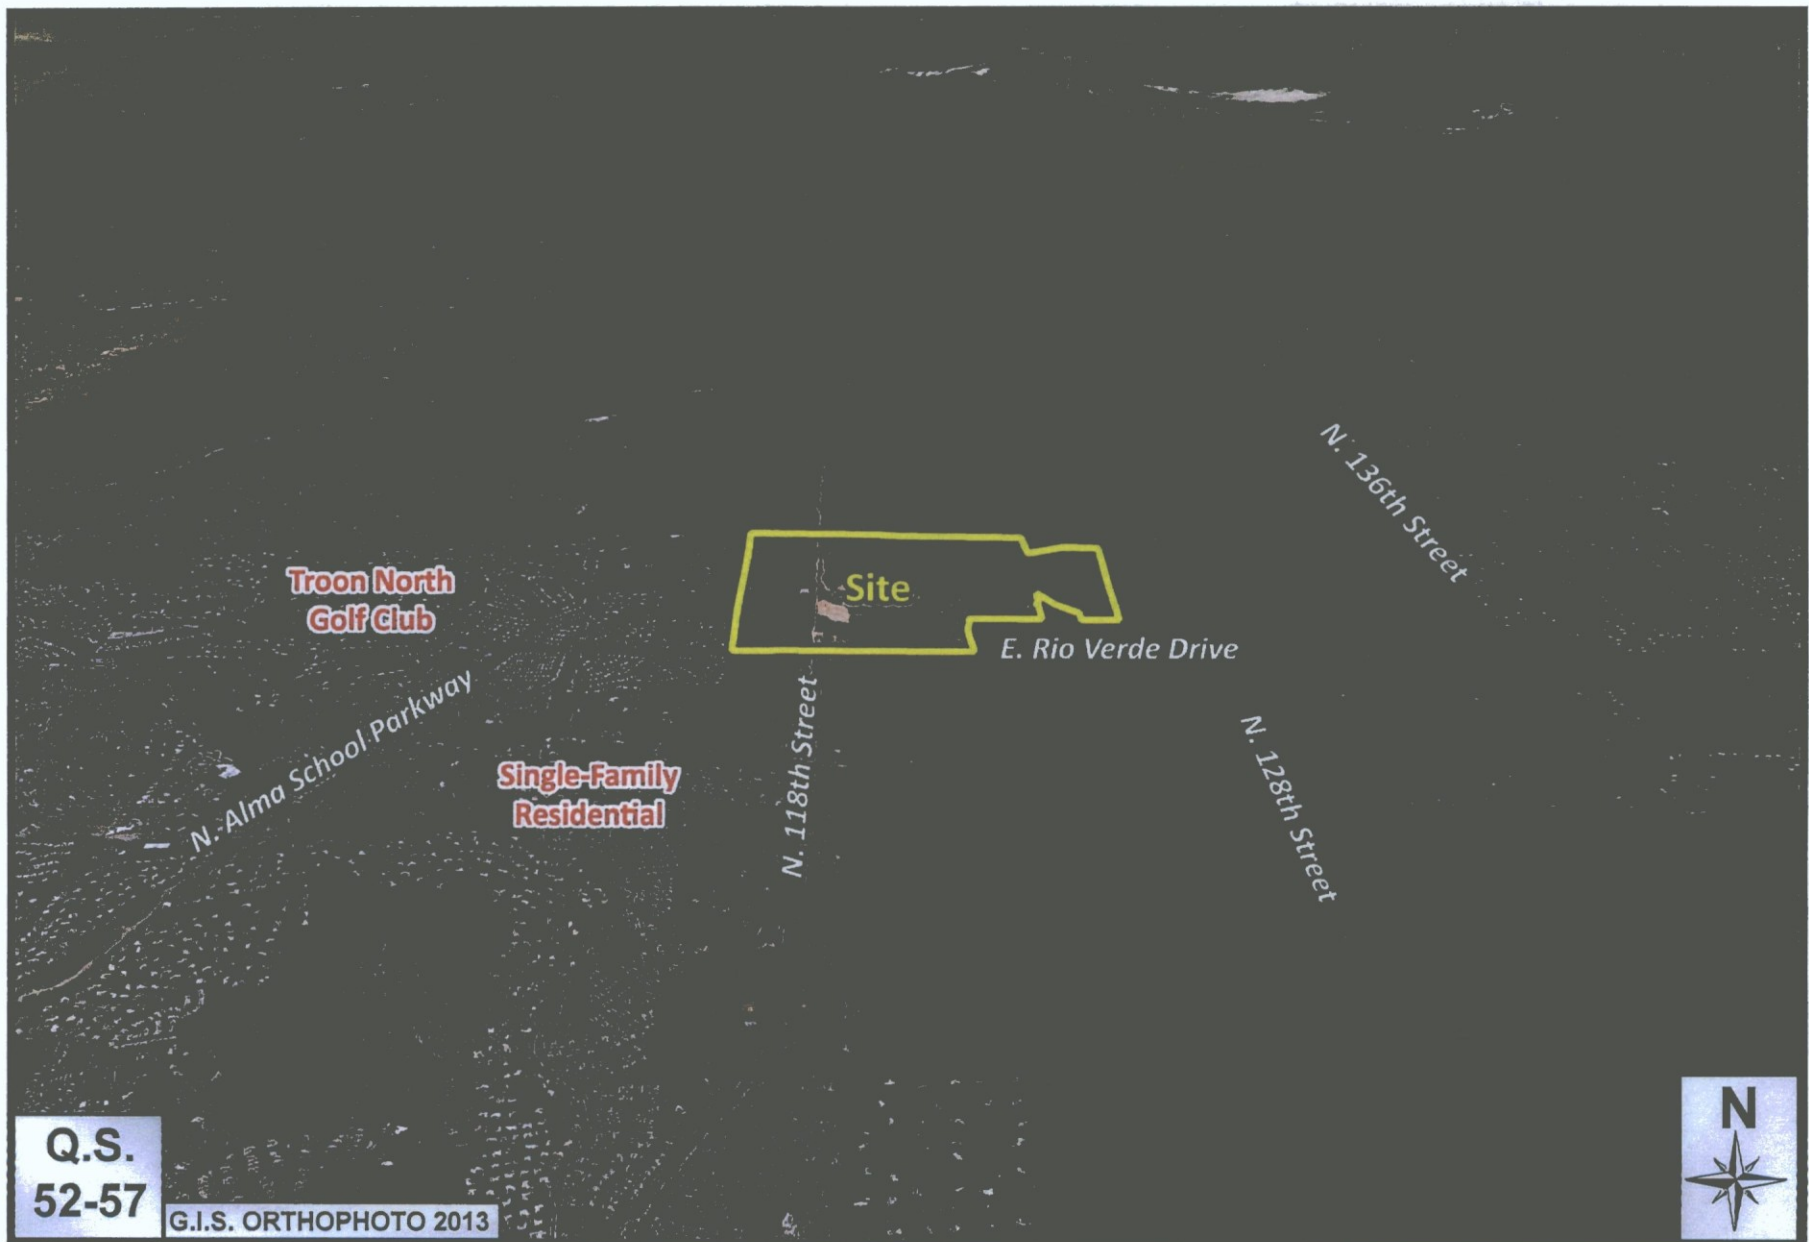 N. 136th Street
Troon North
Golf Club
Site
E. Rio Verde Drive
N. Alma School Parkway
N. 118th Street
N. 128th Street
Single-Family
Residential
Q.S.
52-57
G.I.S. ORTHOPHOTO 2013
N